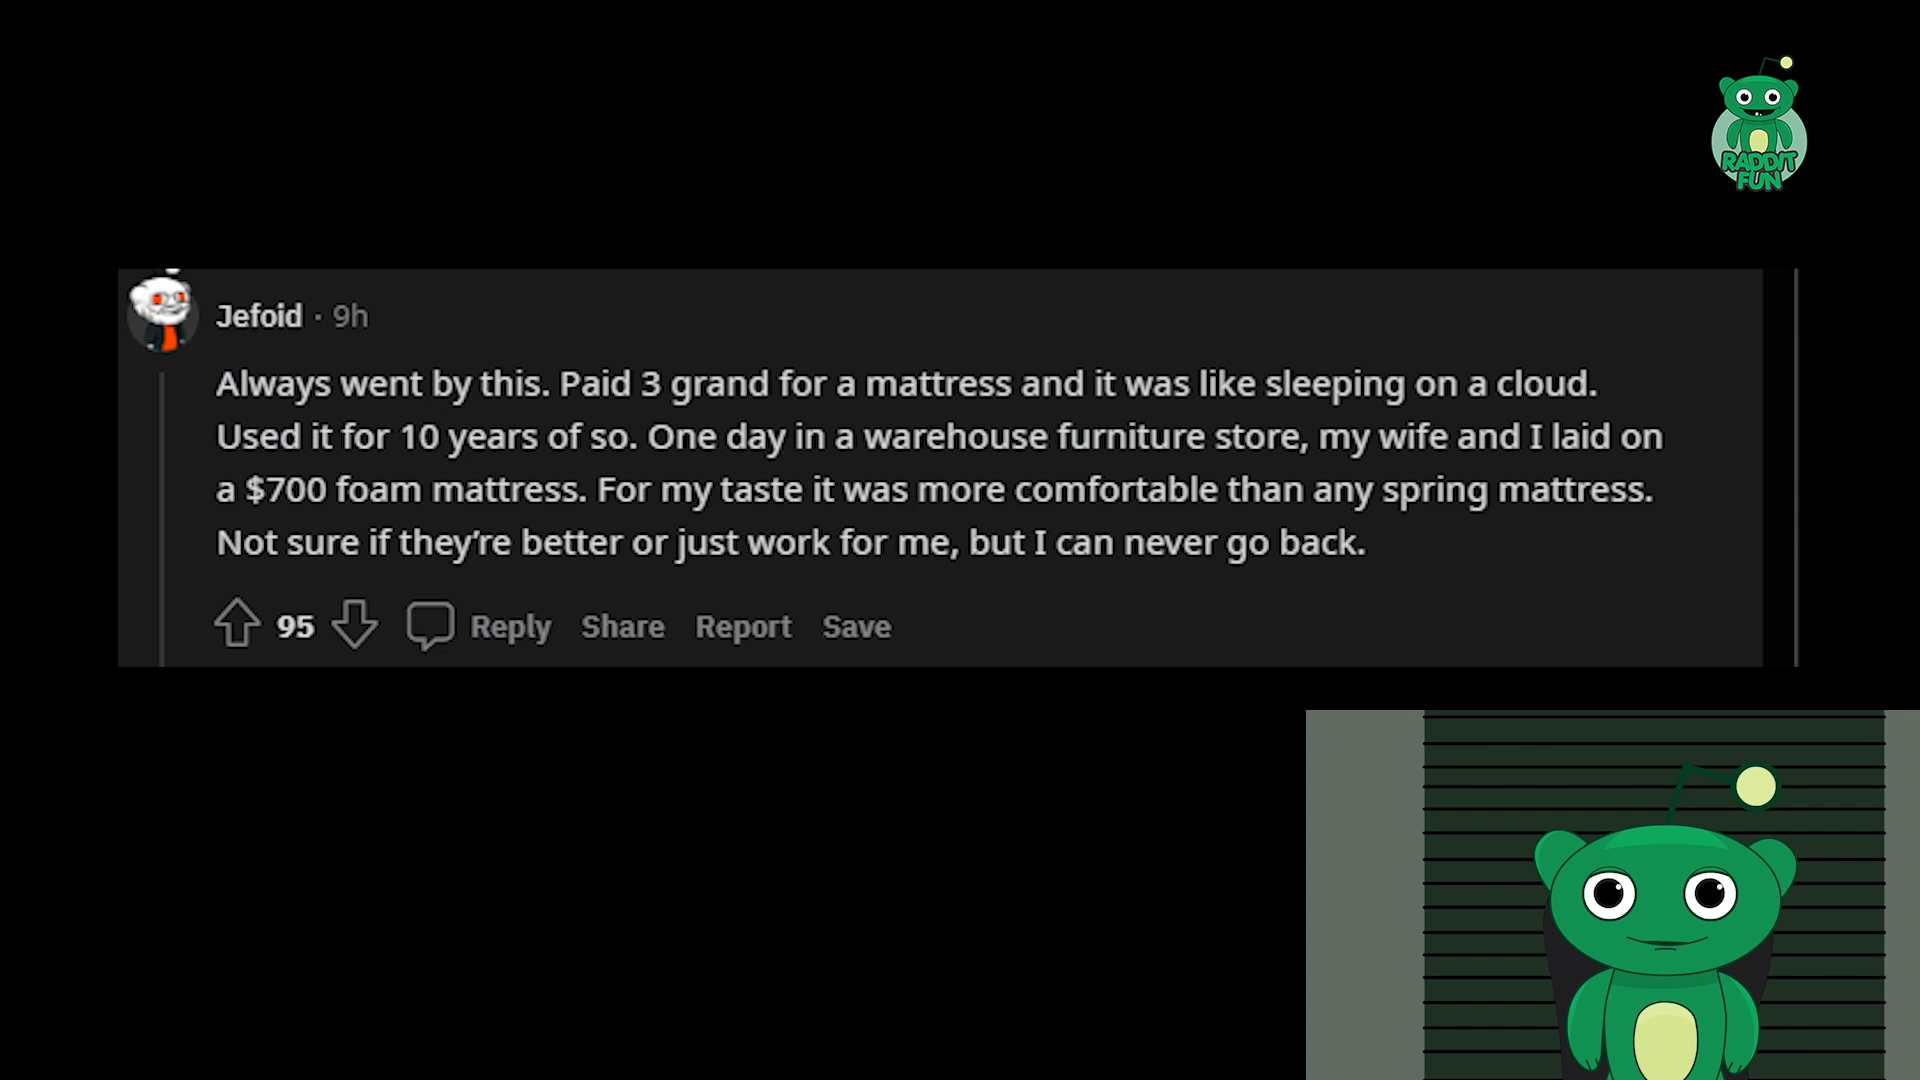 RADDIT
FUN
Jefoid · 9h
Always went by this. Paid 3 grand for a mattress and it was like sleeping on a cloud.
Used it for 10 years of so. One day in a warehouse furniture store, my wife and I laid on
a $700 foam mattress. For my taste it was more comfortable than any spring mattress.
Not sure if they’re better or just work for me, but I can never go back.
95 Reply Share Report Save